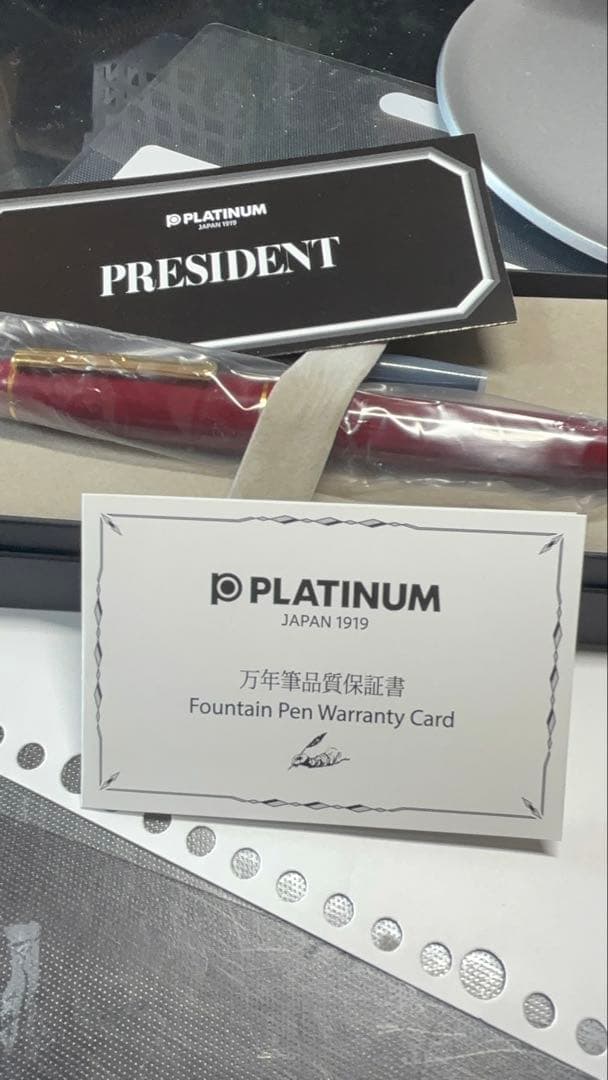 PLATINUM
JAPAN 1919
PRESIDENT
PLATINUM
JAPAN 1919
万年筆品質保証書
Fountain Pen Warranty Card